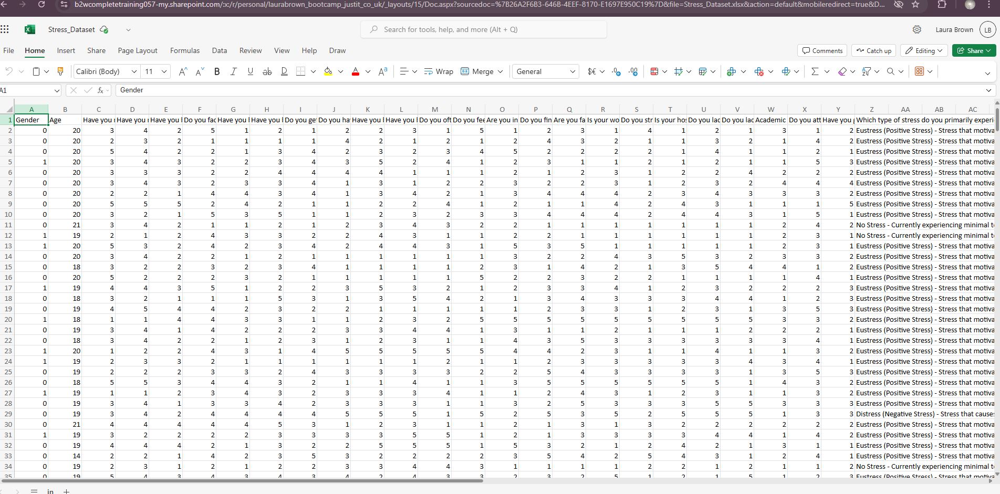 b2wcompletetraining057-my.sharepoint.com/:x:/r/personal/laurabrown_bootcamp_justit_co_uk/_layouts/15/Doc.aspx?sourcedoc=%7B26A2F6B3-646B-4EEF-8170-E1697E950C19%7D&file=Stress_Dataset.xlsx&action=default&mobileredirect=true&D...
Stress_Dataset Search for tools, help, and more (Alt + Q) Laura Brown LB
File Home Insert Share Page Layout Formulas Data Review View Help Draw Comments Catch up Editing Share
Calibri (Body) 11 A A B I U ab D A Aa Wrap Merge General $€
A1 fx Gender
A B C D E F G H I J K L M N O P Q R S T U V W X Y Z AA AB AC
1 Gender Age Have you Have you Have you Do you fac Have you Have you Do you ge Do you ha Have you Have you Do you oft Do you fee Are you in Do you fin Are you fa Is your wo Do you str Is your hos Do you lac Do you lac Academic Do you att Have you Which type of stress do you primarily experi
2 0 20 3 4 2 5 1 2 1 2 2 3 1 5 1 2 3 1 4 1 2 1 3 1 2 Eustress (Positive Stress) - Stress that motiva
3 0 20 2 3 2 1 1 1 1 4 2 1 2 1 2 4 3 2 1 1 3 2 1 4 2 Eustress (Positive Stress) - Stress that motiva
4 0 20 5 4 2 2 1 3 4 2 3 2 3 4 5 2 2 2 2 1 4 1 1 2 1 Eustress (Positive Stress) - Stress that motiva
5 1 20 3 4 3 2 2 3 4 3 5 2 4 1 2 3 1 1 2 1 2 1 1 5 3 Eustress (Positive Stress) - Stress that motiva
6 0 20 3 3 3 2 2 4 4 4 4 1 1 1 2 1 2 3 1 2 2 4 2 2 2 Eustress (Positive Stress) - Stress that motiva
7 0 20 3 4 3 2 3 3 4 1 3 1 2 2 3 2 2 3 1 2 3 2 4 4 4 Eustress (Positive Stress) - Stress that motiva
8 0 20 2 2 1 4 4 3 4 1 3 4 2 1 3 4 4 4 2 3 4 3 3 3 2 Eustress (Positive Stress) - Stress that motiva
9 0 20 5 5 5 2 4 2 1 1 2 2 4 1 2 1 1 4 2 4 3 1 1 1 5 Eustress (Positive Stress) - Stress that motiva
10 0 20 3 2 1 5 3 5 1 1 2 3 2 3 3 4 4 4 2 4 4 3 1 5 1 Eustress (Positive Stress) - Stress that motiva
11 0 21 3 4 2 1 1 2 1 2 3 4 3 2 2 1 1 1 1 1 1 1 2 4 2 No Stress - Currently experiencing minimal t
12 1 19 2 1 2 4 3 3 2 2 4 3 1 1 2 2 1 1 1 1 1 1 2 3 1 No Stress - Currently experiencing minimal t
13 1 20 5 3 2 4 2 3 4 2 4 4 3 1 5 3 5 1 1 1 1 1 2 3 1 Eustress (Positive Stress) - Stress that motiva
14 0 20 3 4 2 2 1 2 1 1 1 1 1 1 3 2 2 4 3 5 3 2 3 3 2 Eustress (Positive Stress) - Stress that motiva
15 0 18 3 2 2 3 2 3 4 1 1 1 1 2 3 1 4 2 1 3 5 4 4 1 2 Eustress (Positive Stress) - Stress that motiva
16 0 20 5 2 2 2 3 2 1 1 1 1 1 5 2 2 3 2 2 1 1 1 1 4 1 Eustress (Positive Stress) - Stress that motiva
17 1 19 4 4 3 5 1 2 2 3 5 3 2 1 2 3 3 4 1 2 3 2 2 2 3 Eustress (Positive Stress) - Stress that motiva
18 0 18 3 2 1 1 1 5 3 1 3 5 4 2 1 3 4 3 3 3 4 4 1 2 3 Eustress (Positive Stress) - Stress that motiva
19 0 19 4 5 4 4 2 3 2 2 1 1 1 1 1 2 3 3 1 2 3 1 3 5 3 Eustress (Positive Stress) - Stress that motiva
20 1 18 1 1 4 4 3 3 1 1 2 3 2 5 5 5 5 5 5 5 5 5 3 3 2 Eustress (Positive Stress) - Stress that motiva
21 0 19 3 4 1 4 2 2 2 3 3 4 4 1 3 1 1 2 1 1 1 2 2 2 1 Eustress (Positive Stress) - Stress that motiva
22 0 18 3 4 2 2 1 2 3 1 2 3 1 1 4 3 5 3 3 3 3 3 3 4 1 Eustress (Positive Stress) - Stress that motiva
23 1 20 1 2 2 4 3 1 4 5 5 5 5 5 4 4 2 3 1 1 4 1 1 3 2 Eustress (Positive Stress) - Stress that motiva
24 1 19 2 3 3 2 1 1 1 1 1 1 2 1 1 2 3 3 3 3 3 4 3 4 1 Eustress (Positive Stress) - Stress that motiva
25 0 19 2 2 2 3 3 2 4 3 3 3 3 2 2 5 4 3 3 3 3 1 3 5 3 Eustress (Positive Stress) - Stress that motiva
26 0 18 5 5 3 4 4 3 2 1 1 4 1 1 3 5 5 5 5 5 5 1 4 3 2 Eustress (Positive Stress) - Stress that motiva
27 1 19 1 1 2 3 4 3 2 3 3 3 4 1 1 2 4 3 1 2 3 1 1 3 2 Eustress (Positive Stress) - Stress that motiva
28 0 19 3 4 1 3 3 4 2 3 3 3 1 1 3 2 5 3 3 3 5 5 3 3 3 Eustress (Positive Stress) - Stress that motiva
29 0 19 3 4 2 4 4 4 4 5 5 5 1 5 2 5 3 5 2 5 5 5 1 3 3 Distress (Negative Stress) - Stress that cause
30 0 21 4 4 4 4 4 5 3 1 2 3 1 1 2 1 3 1 3 2 2 2 2 2 2 Eustress (Positive Stress) - Stress that motiva
31 1 19 3 2 2 2 2 3 3 3 3 5 5 1 2 1 3 3 3 3 4 4 1 4 2 Eustress (Positive Stress) - Stress that motiva
32 0 19 4 4 4 2 1 3 2 2 5 5 5 1 5 3 2 1 2 4 2 1 3 1 1 Eustress (Positive Stress) - Stress that motiva
33 0 14 2 2 1 4 2 3 5 3 2 2 2 2 3 5 4 2 5 4 3 1 2 4 1 Eustress (Positive Stress) - Stress that motiva
34 0 19 2 3 1 2 1 2 2 3 3 4 4 3 1 1 1 1 2 2 1 2 1 1 2 No Stress - Currently experiencing minimal t
35 0 19 5 4 3 4 3 4 3 4 2 4 3 3 2 3 2 5 1 2 1 5 1 2 3 Eustress (Positive Stress) - Stress that motiva
in